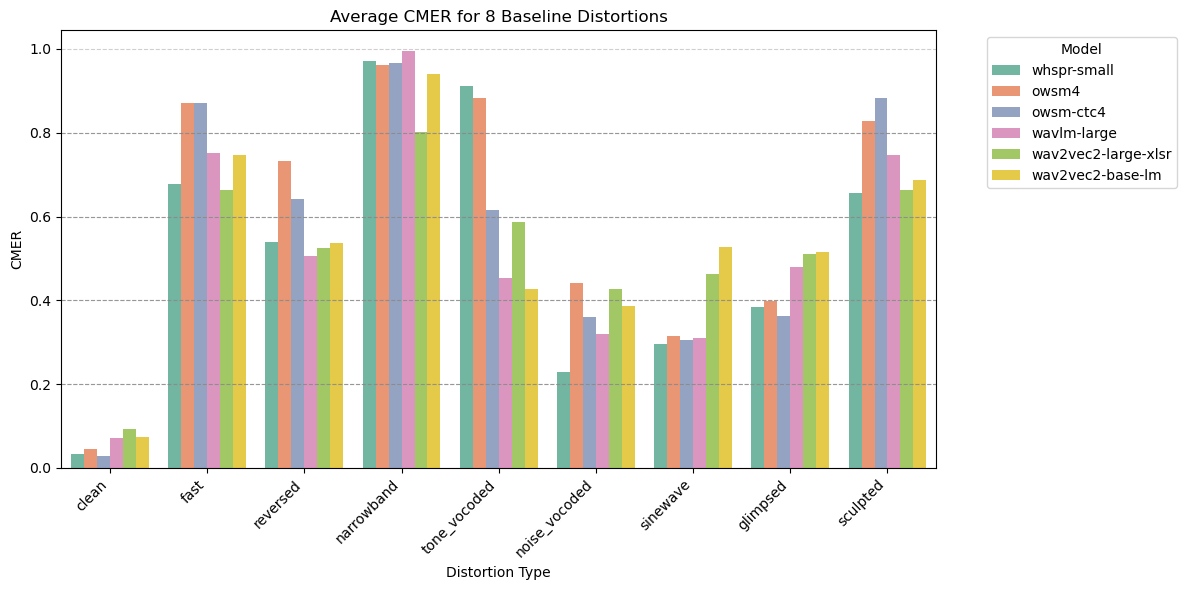 Average CMER for 8 Baseline Distortions
CMER
1.0
0.8
0.6
0.4
0.2
0.0
clean
fast
reversed
narrowband
tone_vocoded
noise_vocoded
sinewave
glimpsed
sculpted
Distortion Type
Model
whspr-small
owsm4
owsm-ctc4
wavlm-large
wav2vec2-large-xlsr
wav2vec2-base-lm